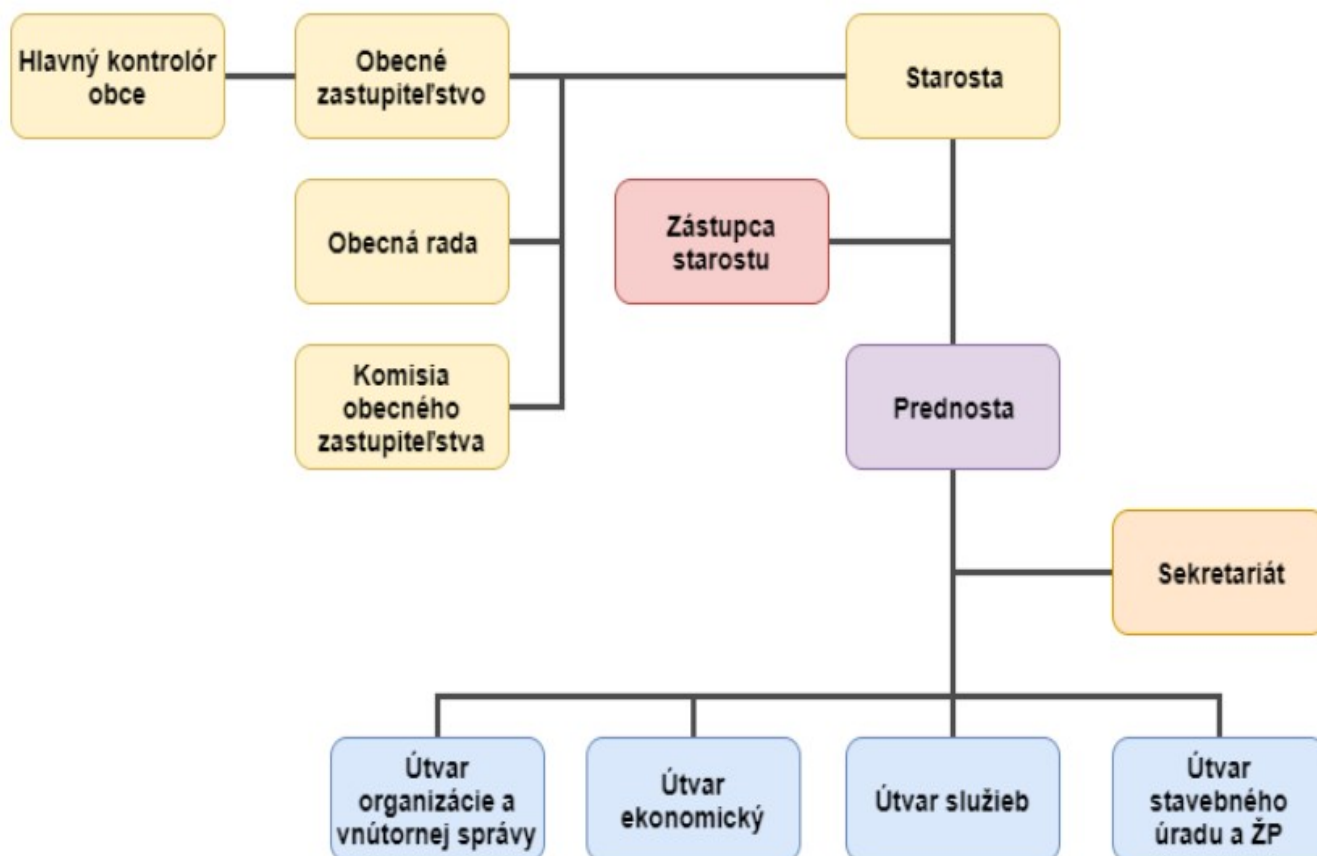 Hlavný kontrolór
obce
Obecné
zastupiteľstvo
Starosta
Obecná rada
Zástupca
starostu
Komisia
obecného
zastupiteľstva
Prednosta
Sekretariát
Útvar
organizácie a
vnútornej správy
Útvar
ekonomický
Útvar služieb
Útvar
stavebného
úradu a ŽP